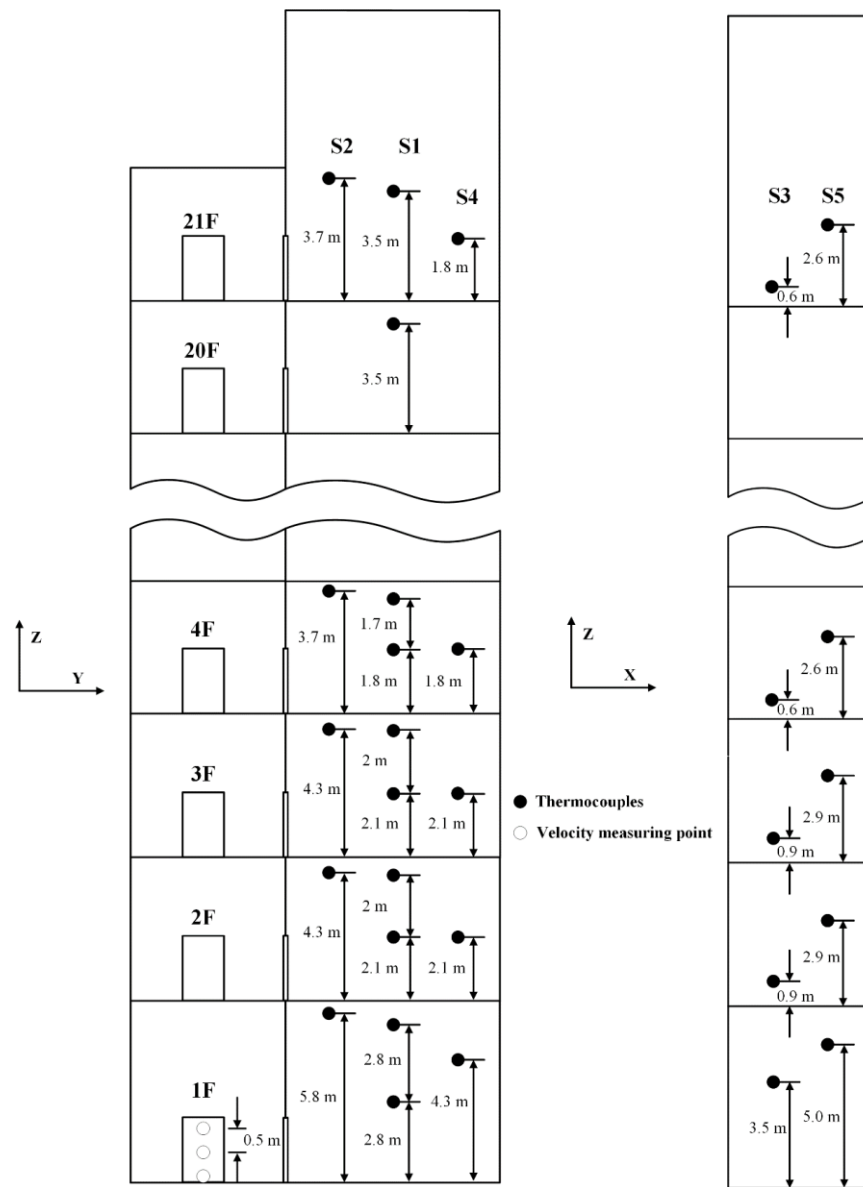 S2 S1
S4
S3 S5
21F
3.7 m 3.5 m
1.8 m
2.6 m
0.6 m
20F
3.5 m
Z
Y
Z
X
4F
3.7 m 1.7 m
1.8 m 1.8 m
2.6 m
0.6 m
3F
4.3 m 2 m
2.1 m 2.1 m
2.9 m
0.9 m
Thermocouples
Velocity measuring point
2F
4.3 m 2 m
2.1 m 2.1 m
2.9 m
0.9 m
1F
0.5 m
5.8 m 2.8 m
2.8 m 4.3 m
3.5 m 5.0 m